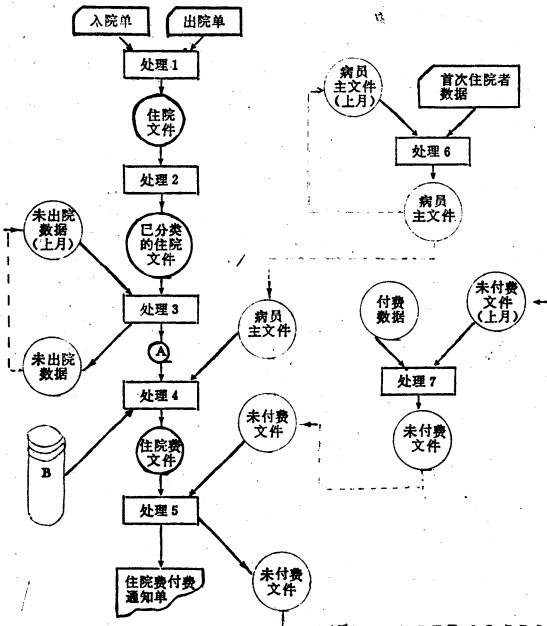 入院单
出院单
处理1
住院
文件
处理2
已分类
的住院
文件
未出院
数据
(上月)
处理3
A
未出院
数据
病员
主文件
处理4
B
住院费
文件
未付费
文件
处理5
住院费付费
通知单
未付费
文件
病员
主文件
(上月)
首次住院者
数据
处理6
病员
主文件
付费
数据
未付费
文件
(上月)
处理7
未付费
文件